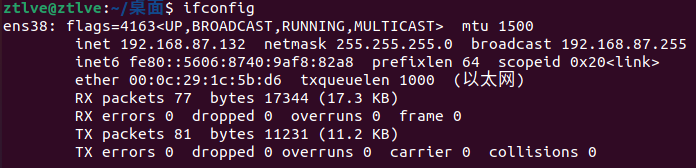 ztlve@ztlve:~/桌面$ ifconfig
ens38: flags=4163<UP,BROADCAST,RUNNING,MULTICAST>  mtu 1500
        inet 192.168.87.132  netmask 255.255.255.0  broadcast 192.168.87.255
        inet6 fe80::5606:8740:9af8:82a8  prefixlen 64  scopeid 0x20<link>
        ether 00:0c:29:1c:5b:d6  txqueuelen 1000  (以太网)
        RX packets 77  bytes 17344 (17.3 KB)
        RX errors 0  dropped 0  overruns 0  frame 0
        TX packets 81  bytes 11231 (11.2 KB)
        TX errors 0  dropped 0 overruns 0  carrier 0  collisions 0